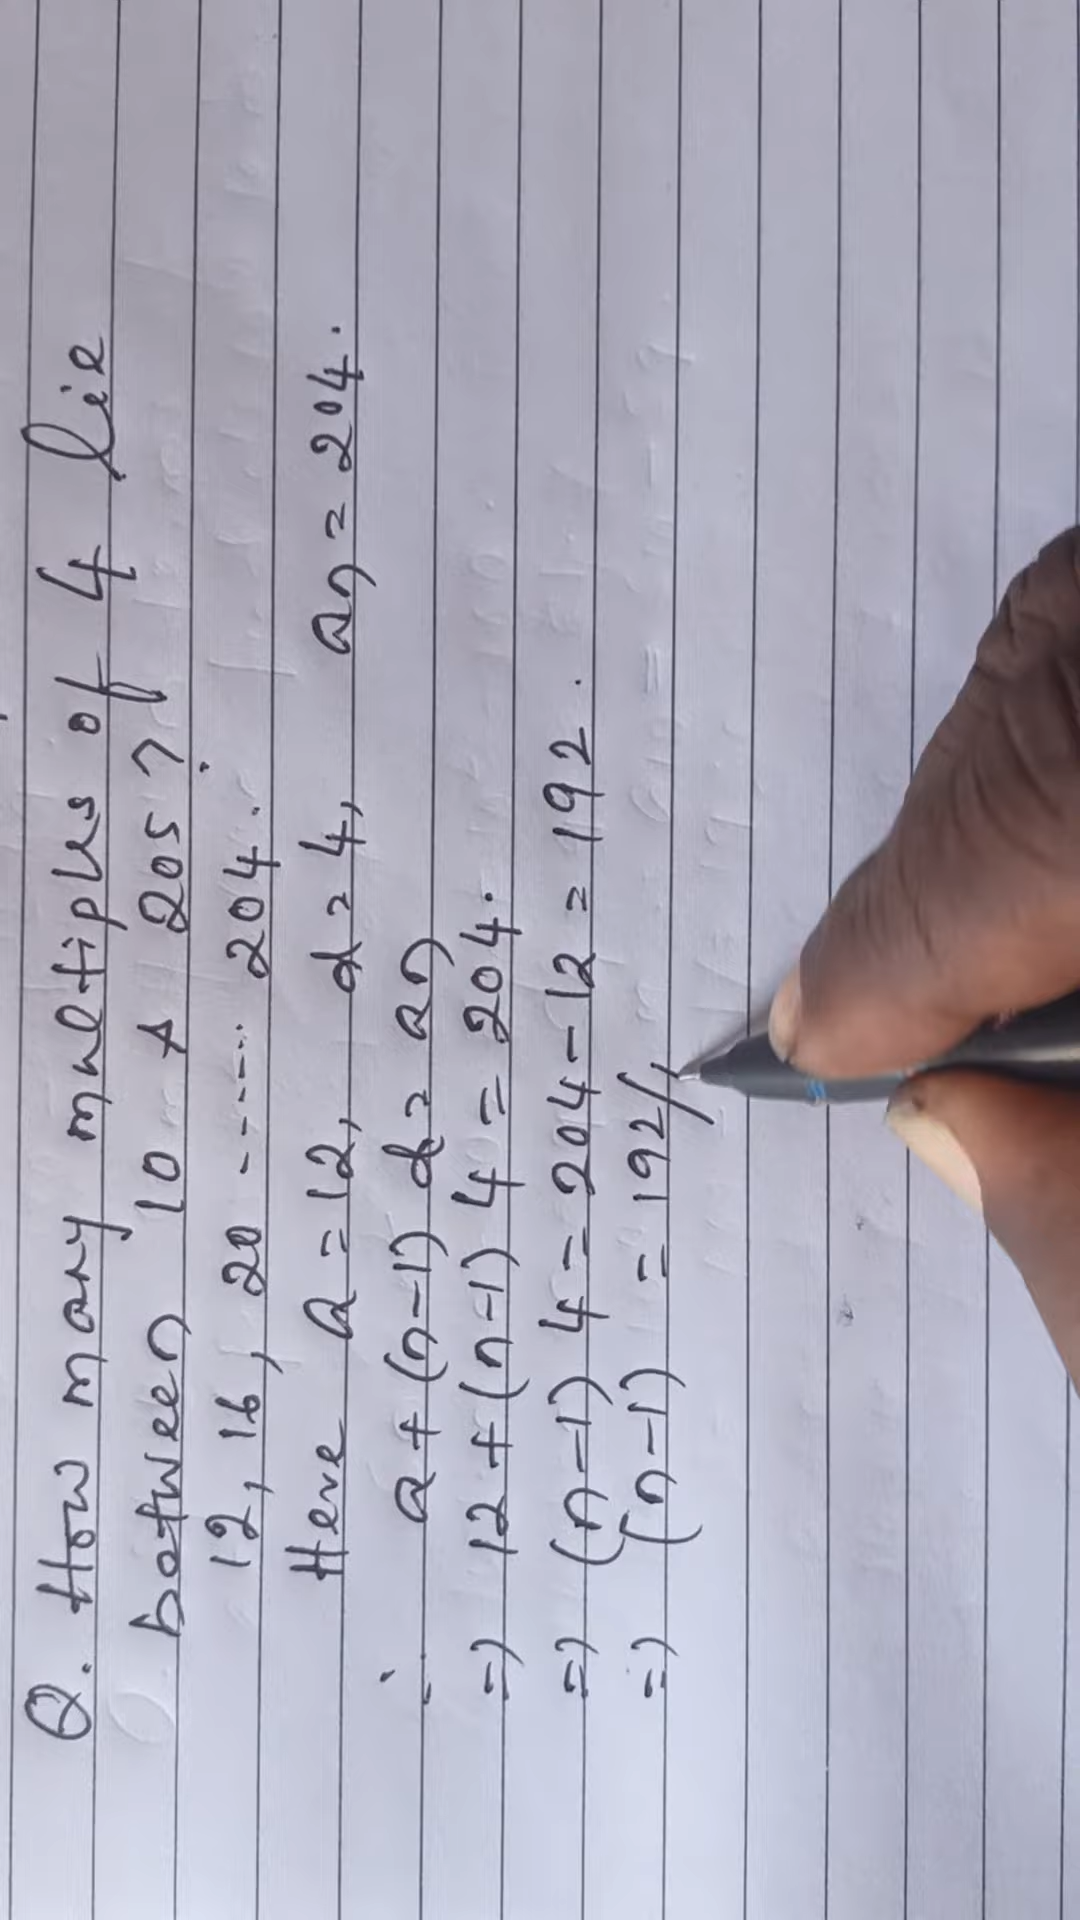 Q. How many multiples of 4 lie
between 10 & 205?
12, 16, 20 ----- 204.
Here a = 12, d = 4, an = 204.
∴ a + (n-1) d = an
=> 12 + (n-1) 4 = 204.
=> (n-1) 4 = 204 - 12 = 192.
=> (n-1) = 192/